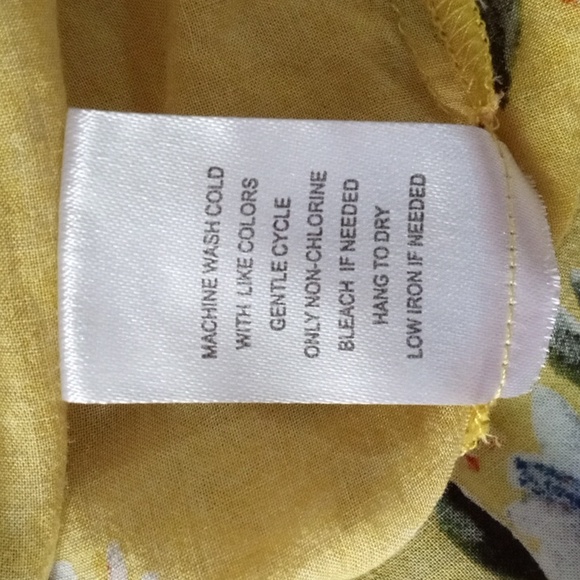 MACHINE WASH COLD
WITH LIKE COLORS
GENTLE CYCLE
ONLY NON-CHLORINE
BLEACH IF NEEDED
HANG TO DRY
LOW IRON IF NEEDED